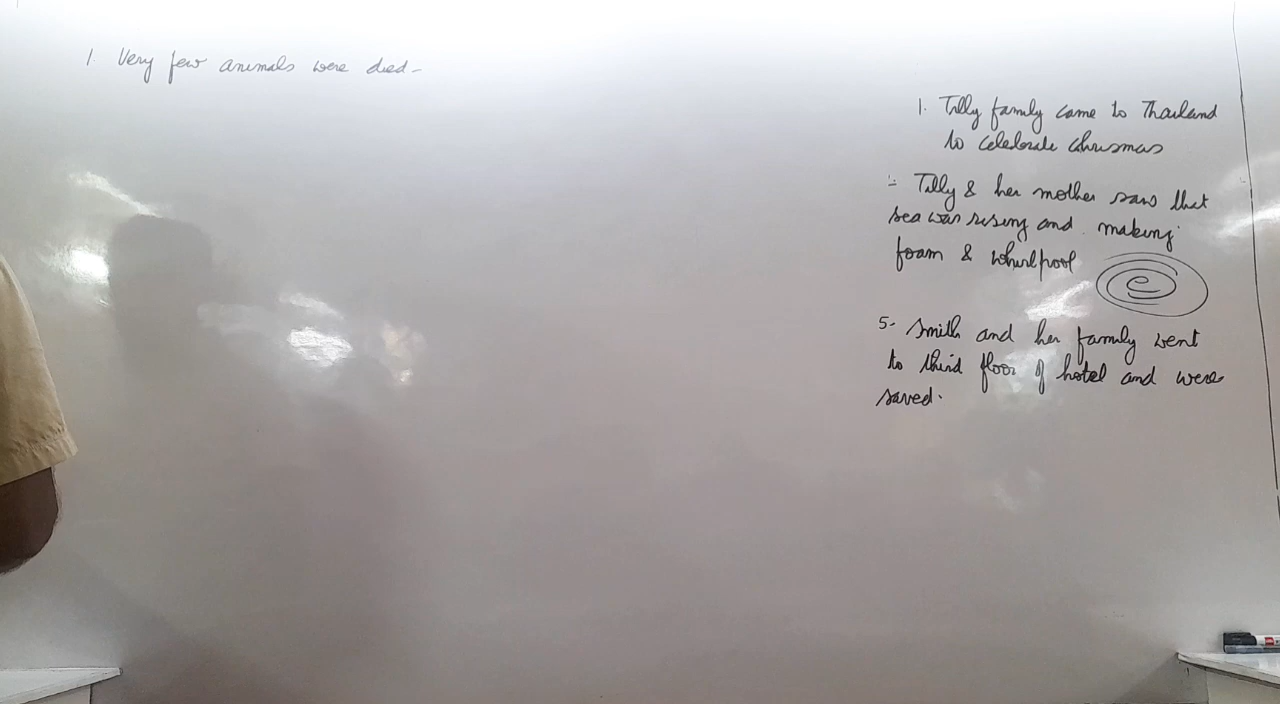 1. Very few animals were died-
1. Tilly family came to Thailand
to celebrate chrismas
:- Tilly & her mother saw that
sea was rising and making
foam & whirlpool
5- Smith and her family went
to third floor of hotel and were
saved.